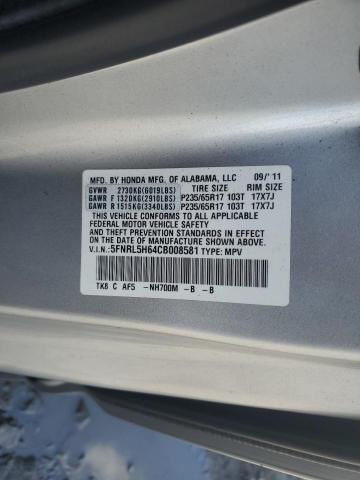 MFD. BY HONDA MFG. OF ALABAMA, LLC 09/'11
GVWR 2730KG(6019LBS) TIRE SIZE RIM SIZE
GAWR F 1320KG(2910LBS) P235/65R17 103T 17X7J
GAWR R 1515KG(3340LBS) P235/65R17 103T 17X7J
THIS VEHICLE CONFORMS TO ALL APPLICABLE
FEDERAL MOTOR VEHICLE SAFETY, BUMPER,
AND THEFT PREVENTION STANDARDS IN EFFECT
ON THE DATE OF MANUFACTURE SHOWN ABOVE.
V.I.N.: 5FNRL5H64CB008581 TYPE: MPV
TK8 C AF5 -NH700M -B -B